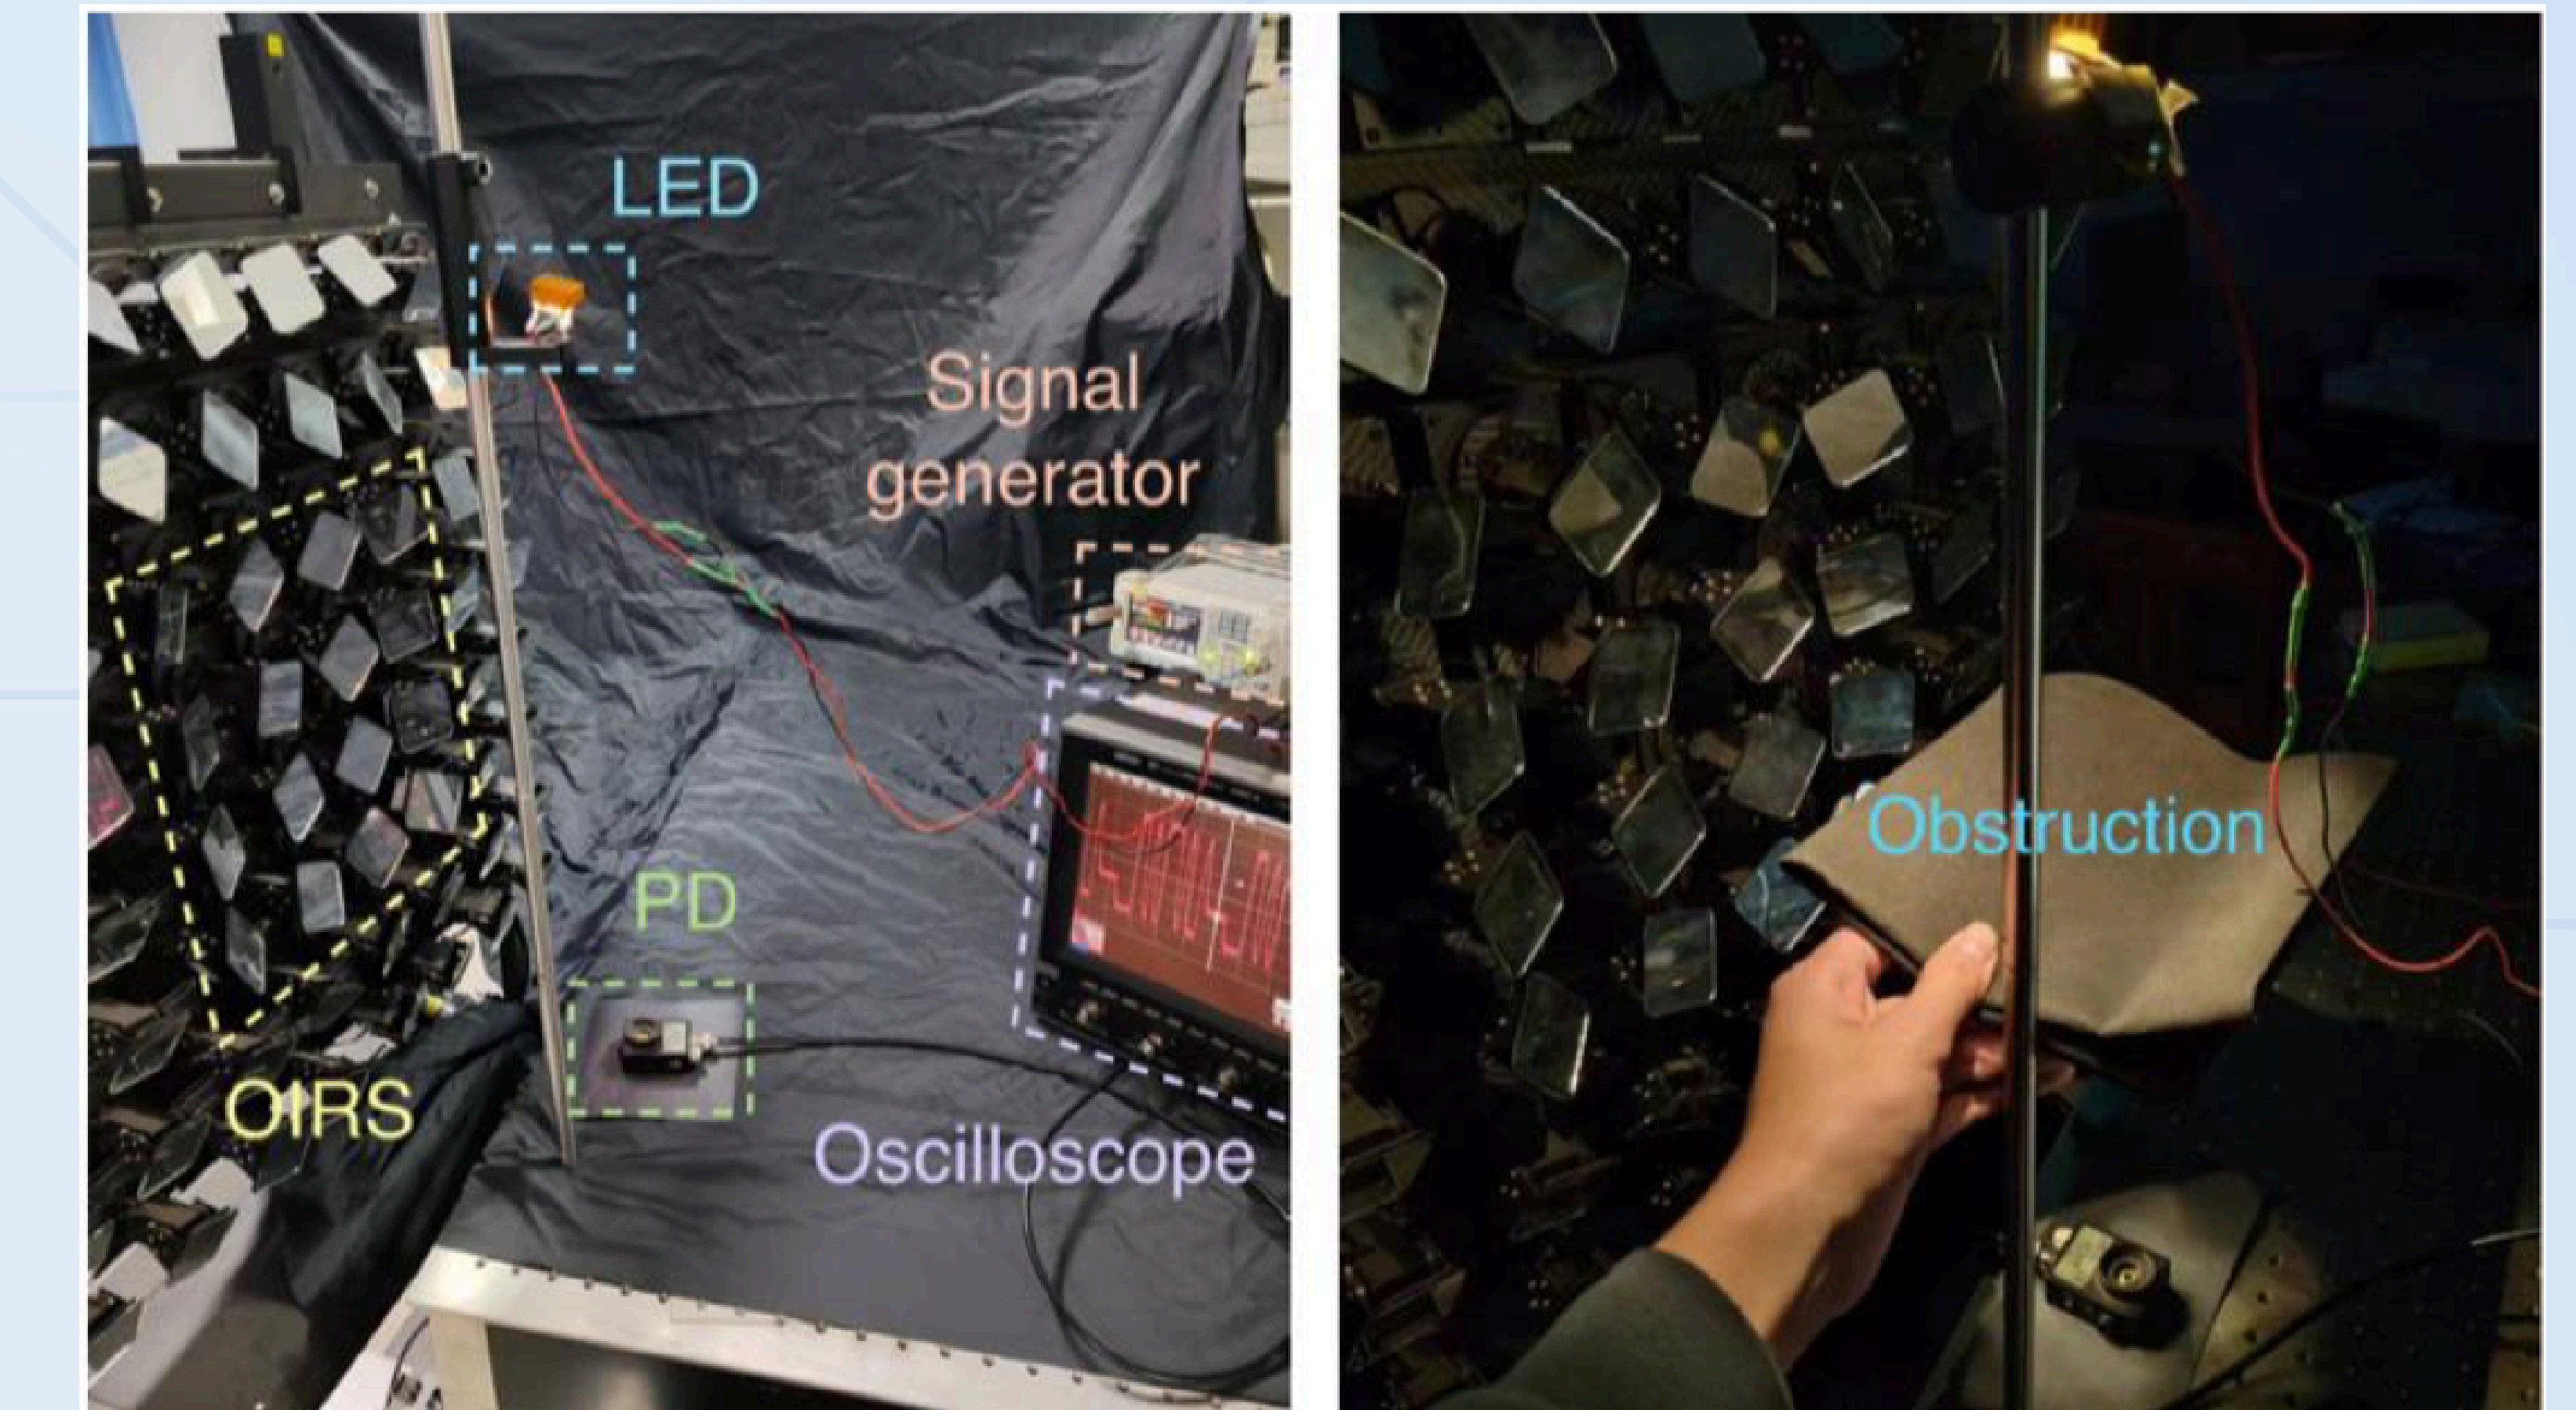 LED
Signal
generator
PD
OIRS
Oscilloscope
Obstruction